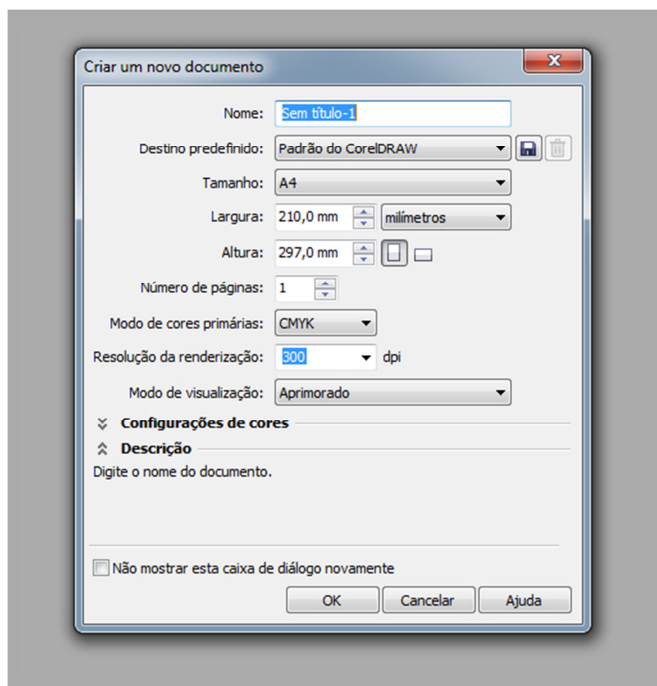 Criar um novo documento
Nome: Sem título-1
Destino predefinido: Padrão do CorelDRAW
Tamanho: A4
Largura: 210,0 mm milímetros
Altura: 297,0 mm
Número de páginas: 1
Modo de cores primárias: CMYK
Resolução da renderização: 300 dpi
Modo de visualização: Aprimorado
Configurações de cores
Descrição
Digite o nome do documento.
Não mostrar esta caixa de diálogo novamente
OK Cancelar Ajuda